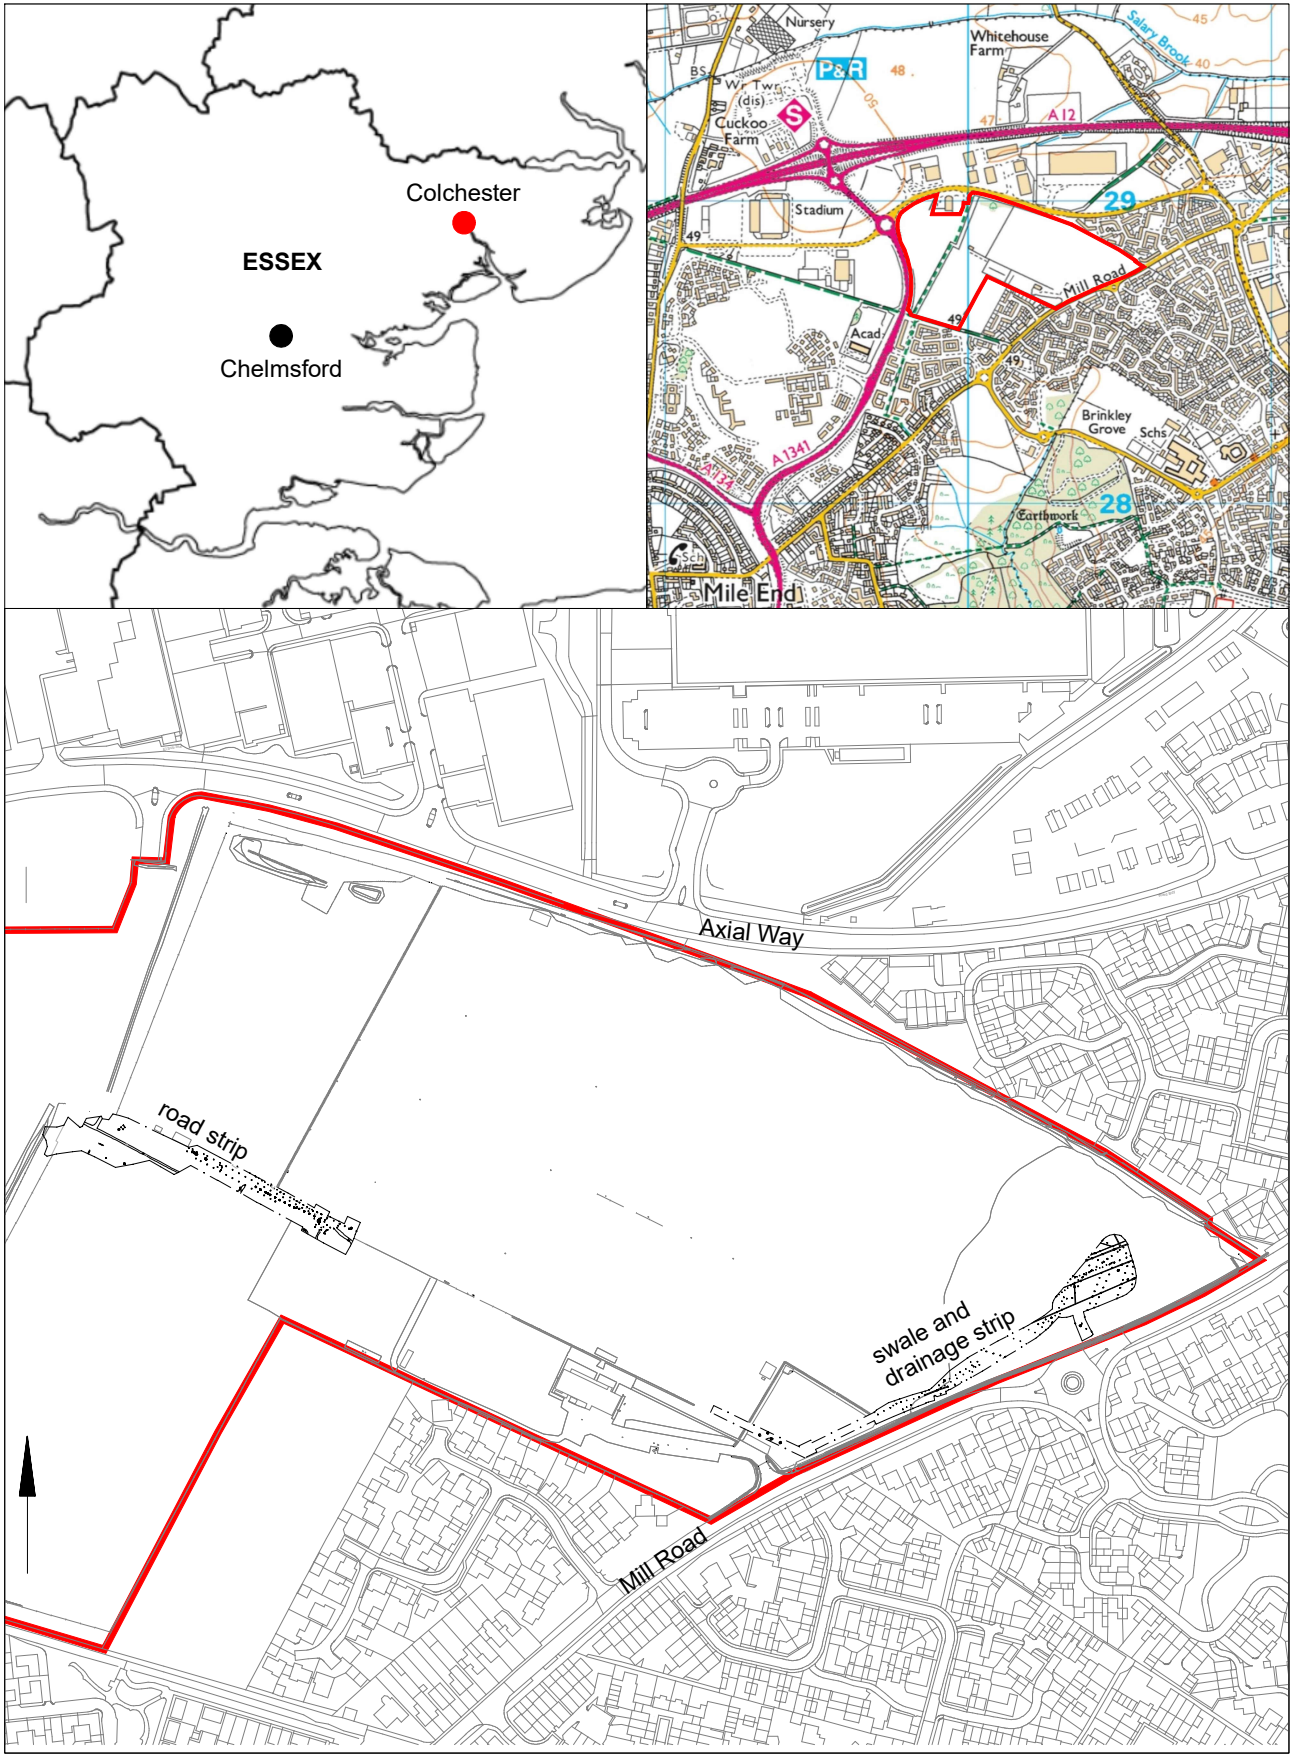 Colchester
ESSEX
Chelmsford
Nursery
BS
Wr Twr
(dis)
Cuckoo
Farm
P&R
S
48
50
Whitehouse
Farm
Salary Brook
45
40
47
A12
29
Stadium
49
Mill Road
49
Acad
49
Brinkley
Grove
Schs
A1341
A134
28
Earthwork
Sch
Mile End
Axial Way
road strip
swale and
drainage strip
Mill Road